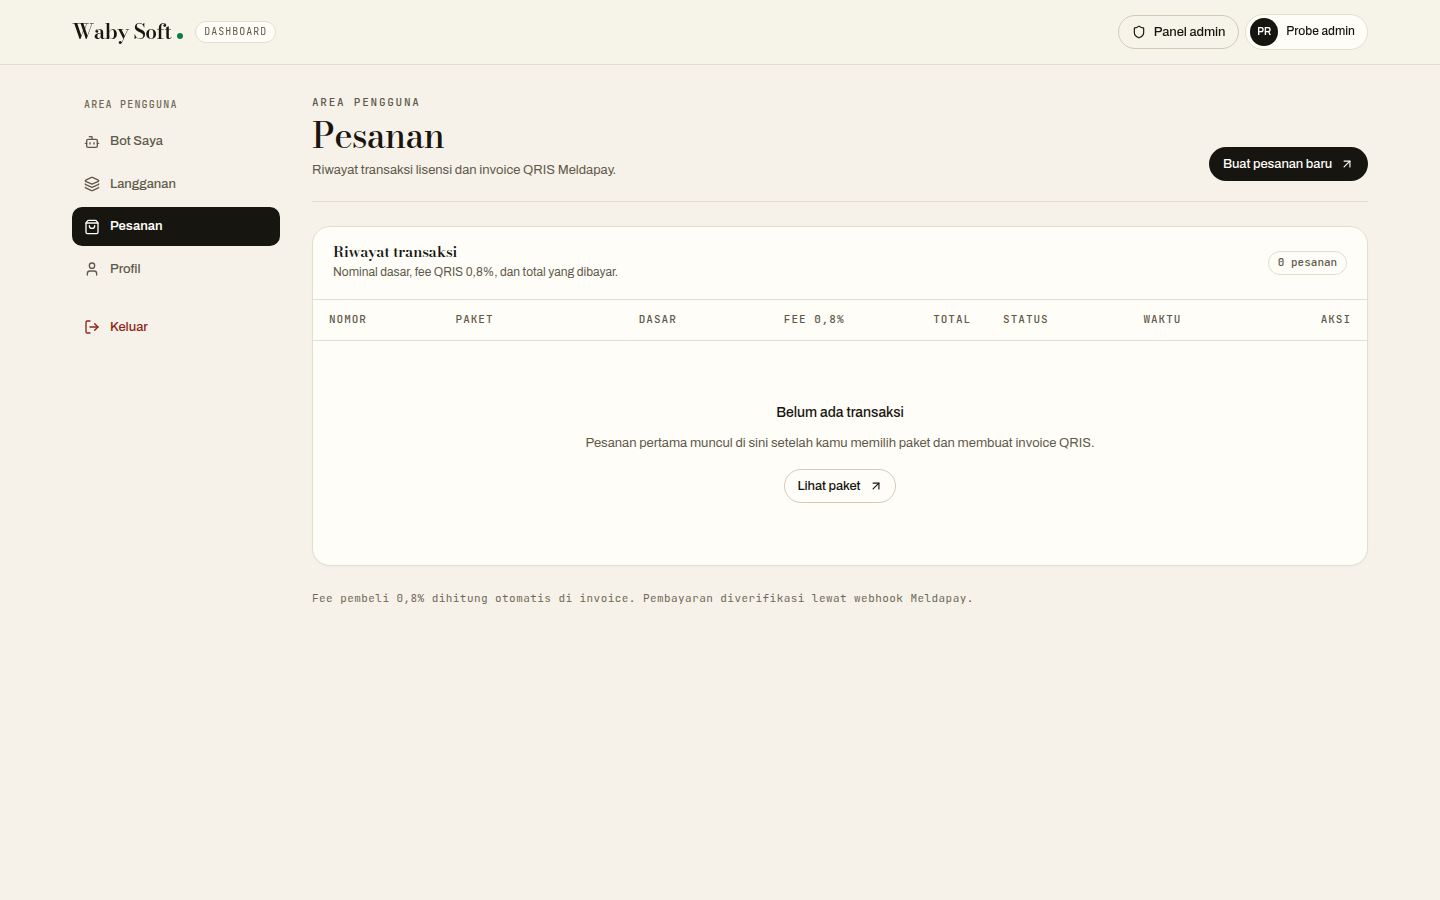 Waby Soft
DASHBOARD
Panel admin
PR
Probe admin
AREA PENGGUNA
Bot Saya
Langganan
Pesanan
Profil
Keluar
AREA PENGGUNA
Pesanan
Riwayat transaksi lisensi dan invoice QRIS Meldapay.
Buat pesanan baru
Riwayat transaksi
Nominal dasar, fee QRIS 0,8%, dan total yang dibayar.
0 pesanan
NOMOR PAKET DASAR FEE 0,8% TOTAL STATUS WAKTU AKSI
Belum ada transaksi
Pesanan pertama muncul di sini setelah kamu memilih paket dan membuat invoice QRIS.
Lihat paket
Fee pembeli 0,8% dihitung otomatis di invoice. Pembayaran diverifikasi lewat webhook Meldapay.